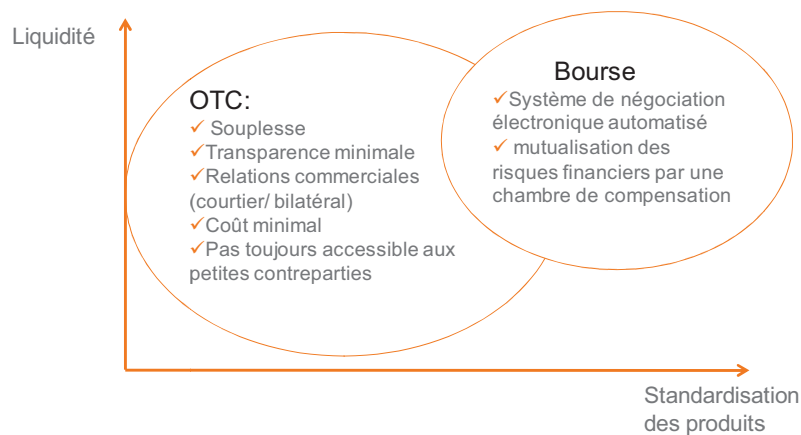 Liquidité
OTC:
✓ Souplesse
✓Transparence minimale
✓Relations commerciales
(courtier/ bilatéral)
✓Coût minimal
✓Pas toujours accessible aux
petites contreparties
Bourse
✓Système de négociation
électronique automatisé
✓ mutualisation des
risques financiers par une
chambre de compensation
Standardisation
des produits